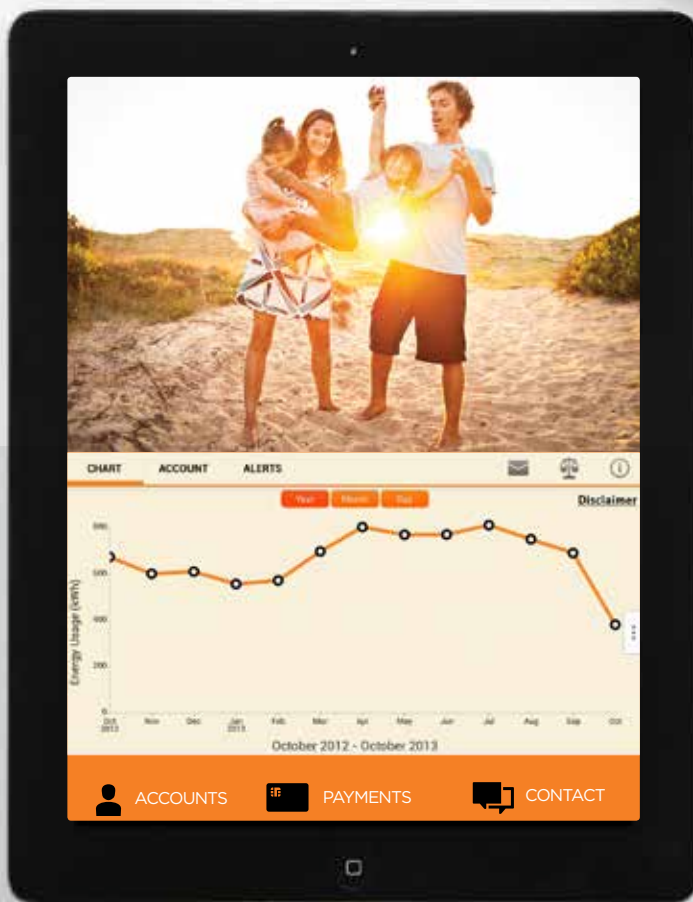 CHART ACCOUNT ALERTS
Year Month Day
Disclaimer
Energy Usage (kWh)
800
600
400
200
0
Oct Nov Dec Jan Feb Mar Apr May Jun Jul Aug Sep Oct
2012 2013
October 2012 - October 2013
ACCOUNTS PAYMENTS CONTACT